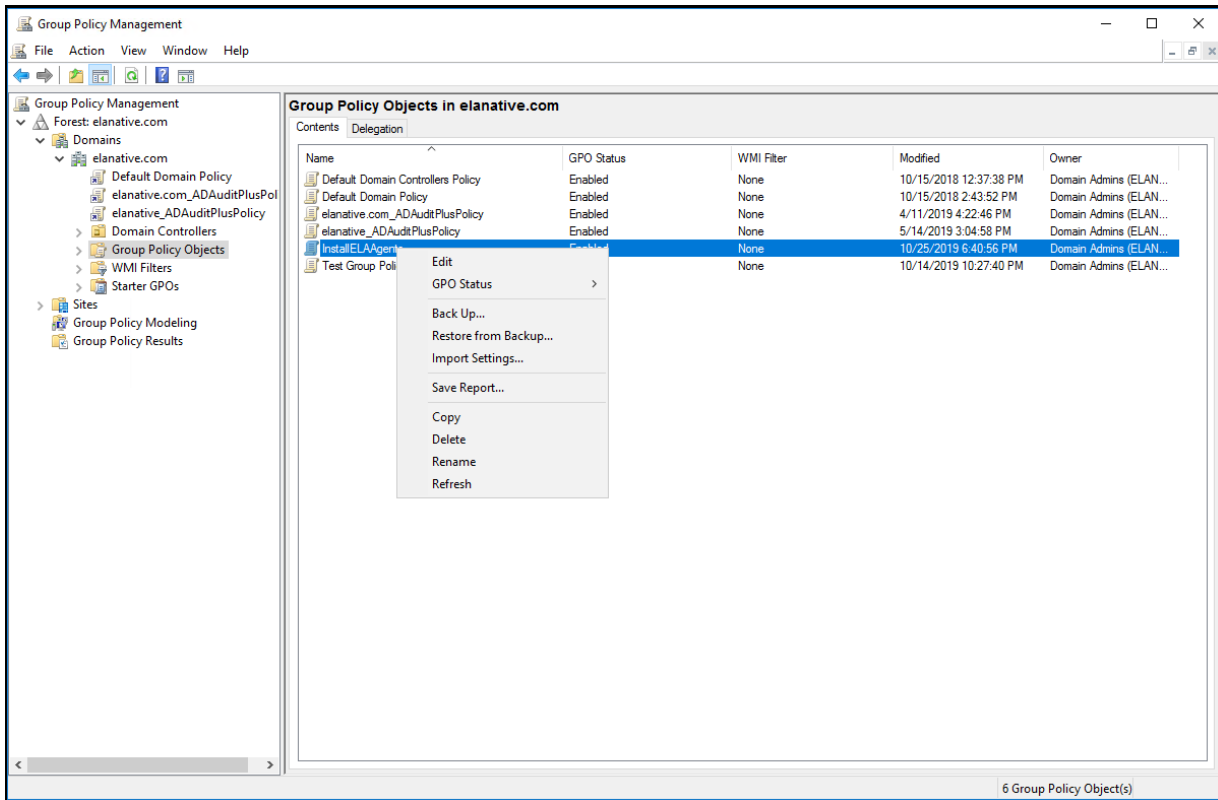 Group Policy Management
File Action View Window Help
Group Policy Management
Forest: elanative.com
Domains
elanative.com
Default Domain Policy
elanative.com_ADAuditPlusPol
elanative_ADAuditPlusPolicy
Domain Controllers
Group Policy Objects
WMI Filters
Starter GPOs
Sites
Group Policy Modeling
Group Policy Results
Group Policy Objects in elanative.com
Contents Delegation
Name GPO Status WMI Filter Modified Owner
Default Domain Controllers Policy Enabled None 10/15/2018 12:37:38 PM Domain Admins (ELAN...
Default Domain Policy Enabled None 10/15/2018 2:43:52 PM Domain Admins (ELAN...
elanative.com_ADAuditPlusPolicy Enabled None 4/11/2019 4:22:46 PM Domain Admins (ELAN...
elanative_ADAuditPlusPolicy Enabled None 5/14/2019 3:04:58 PM Domain Admins (ELAN...
InstallELAAgents Enabled None 10/25/2019 6:40:56 PM Domain Admins (ELAN...
Test Group Poli None 10/14/2019 10:27:40 PM Domain Admins (ELAN...
Edit
GPO Status
Back Up...
Restore from Backup...
Import Settings...
Save Report...
Copy
Delete
Rename
Refresh
6 Group Policy Object(s)